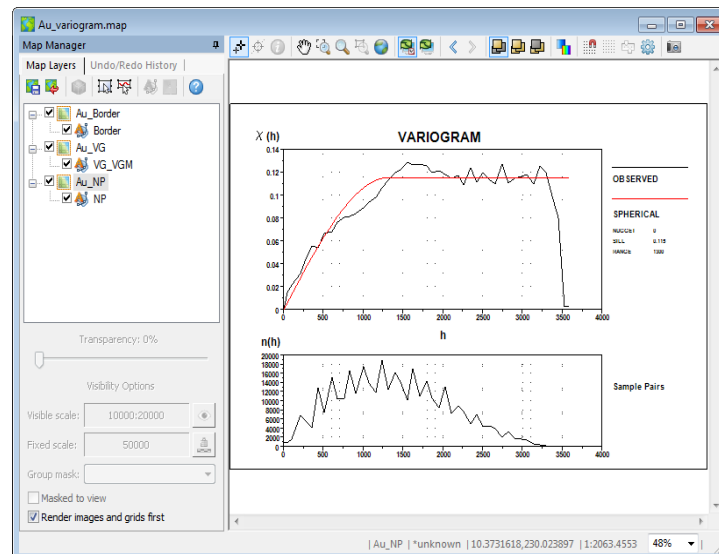 Au_variogram.map
Map Manager
Map Layers
Undo/Redo History
Au_Border
Border
Au_VG
VG_VGM
Au_NP
NP
Transparency: 0%
Visibility Options
Visible scale: 10000:20000
Fixed scale: 50000
Group mask:
Masked to view
Render images and grids first
VARIOGRAM
χ (h)
0.14
0.12
0.1
0.08
0.06
0.04
0.02
0
0 500 1000 1500 2000 2500 3000 3500 4000
h
OBSERVED
SPHERICAL
NUGGET 0
SILL 0.115
RANGE 1300
n(h)
20000
18000
16000
14000
12000
10000
8000
6000
4000
2000
0
0 500 1000 1500 2000 2500 3000 3500 4000
Sample Pairs
Au_NP *unknown 10.3731618,230.023897 1:2063.4553 48%